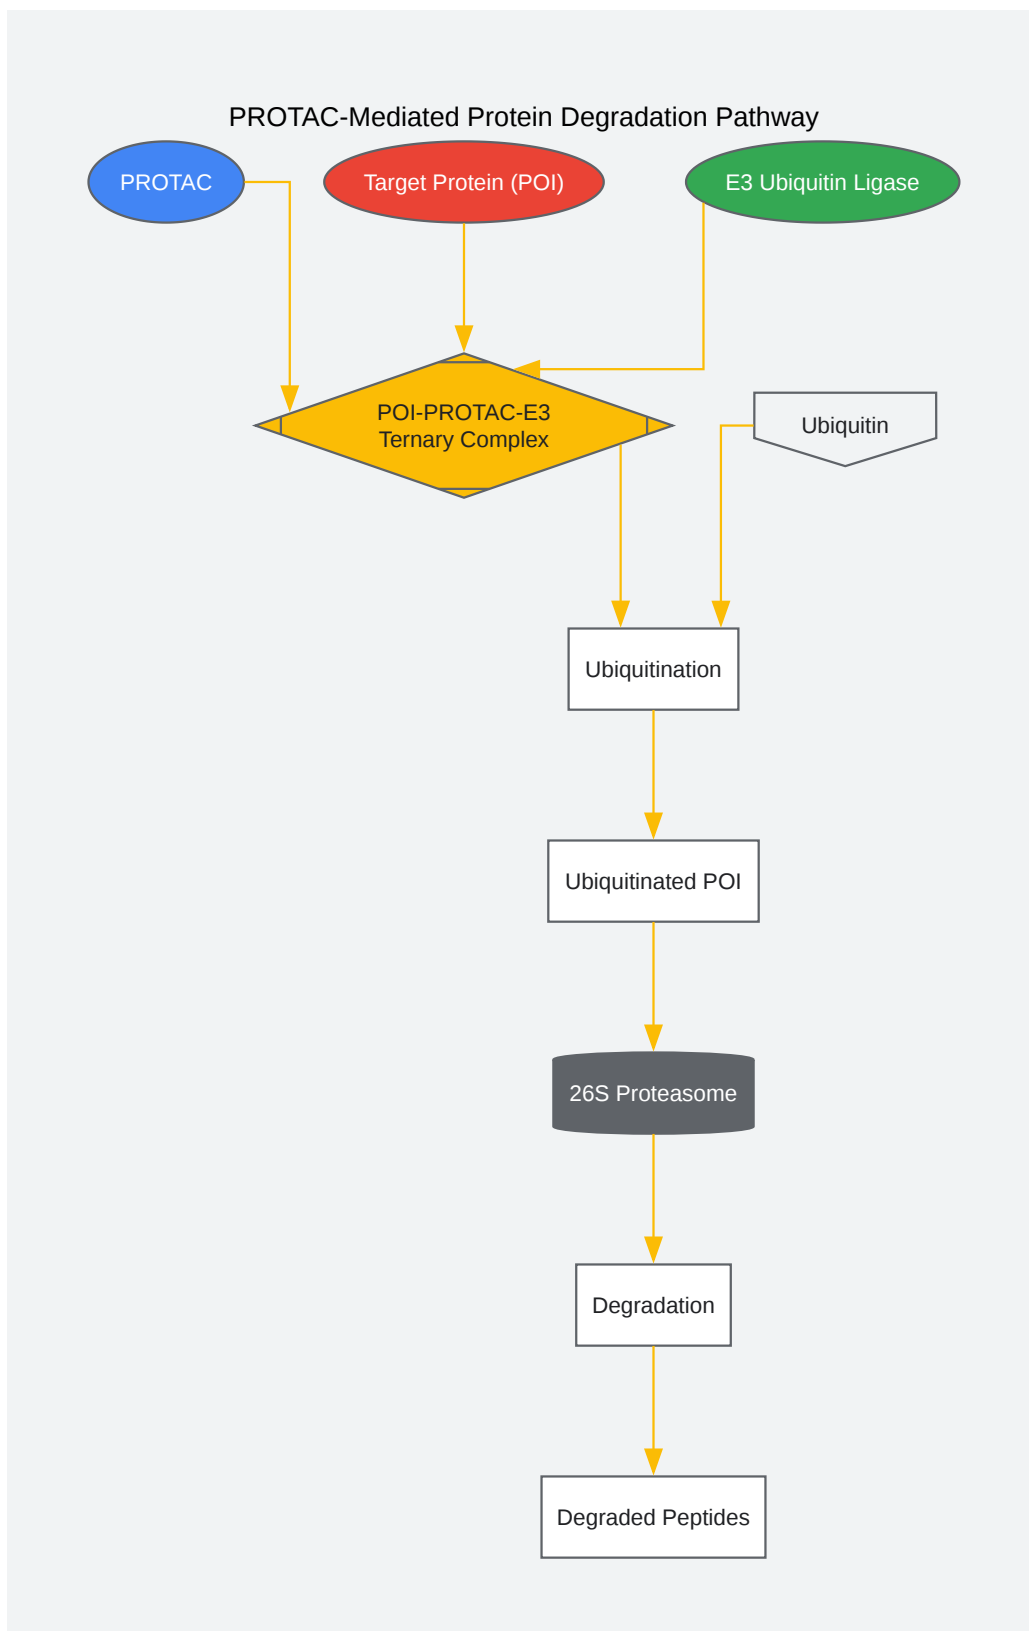 PROTAC-Mediated Protein Degradation Pathway
PROTAC
Target Protein (POI)
E3 Ubiquitin Ligase
POI-PROTAC-E3
Ternary Complex
Ubiquitin
Ubiquitination
Ubiquitinated POI
26S Proteasome
Degradation
Degraded Peptides